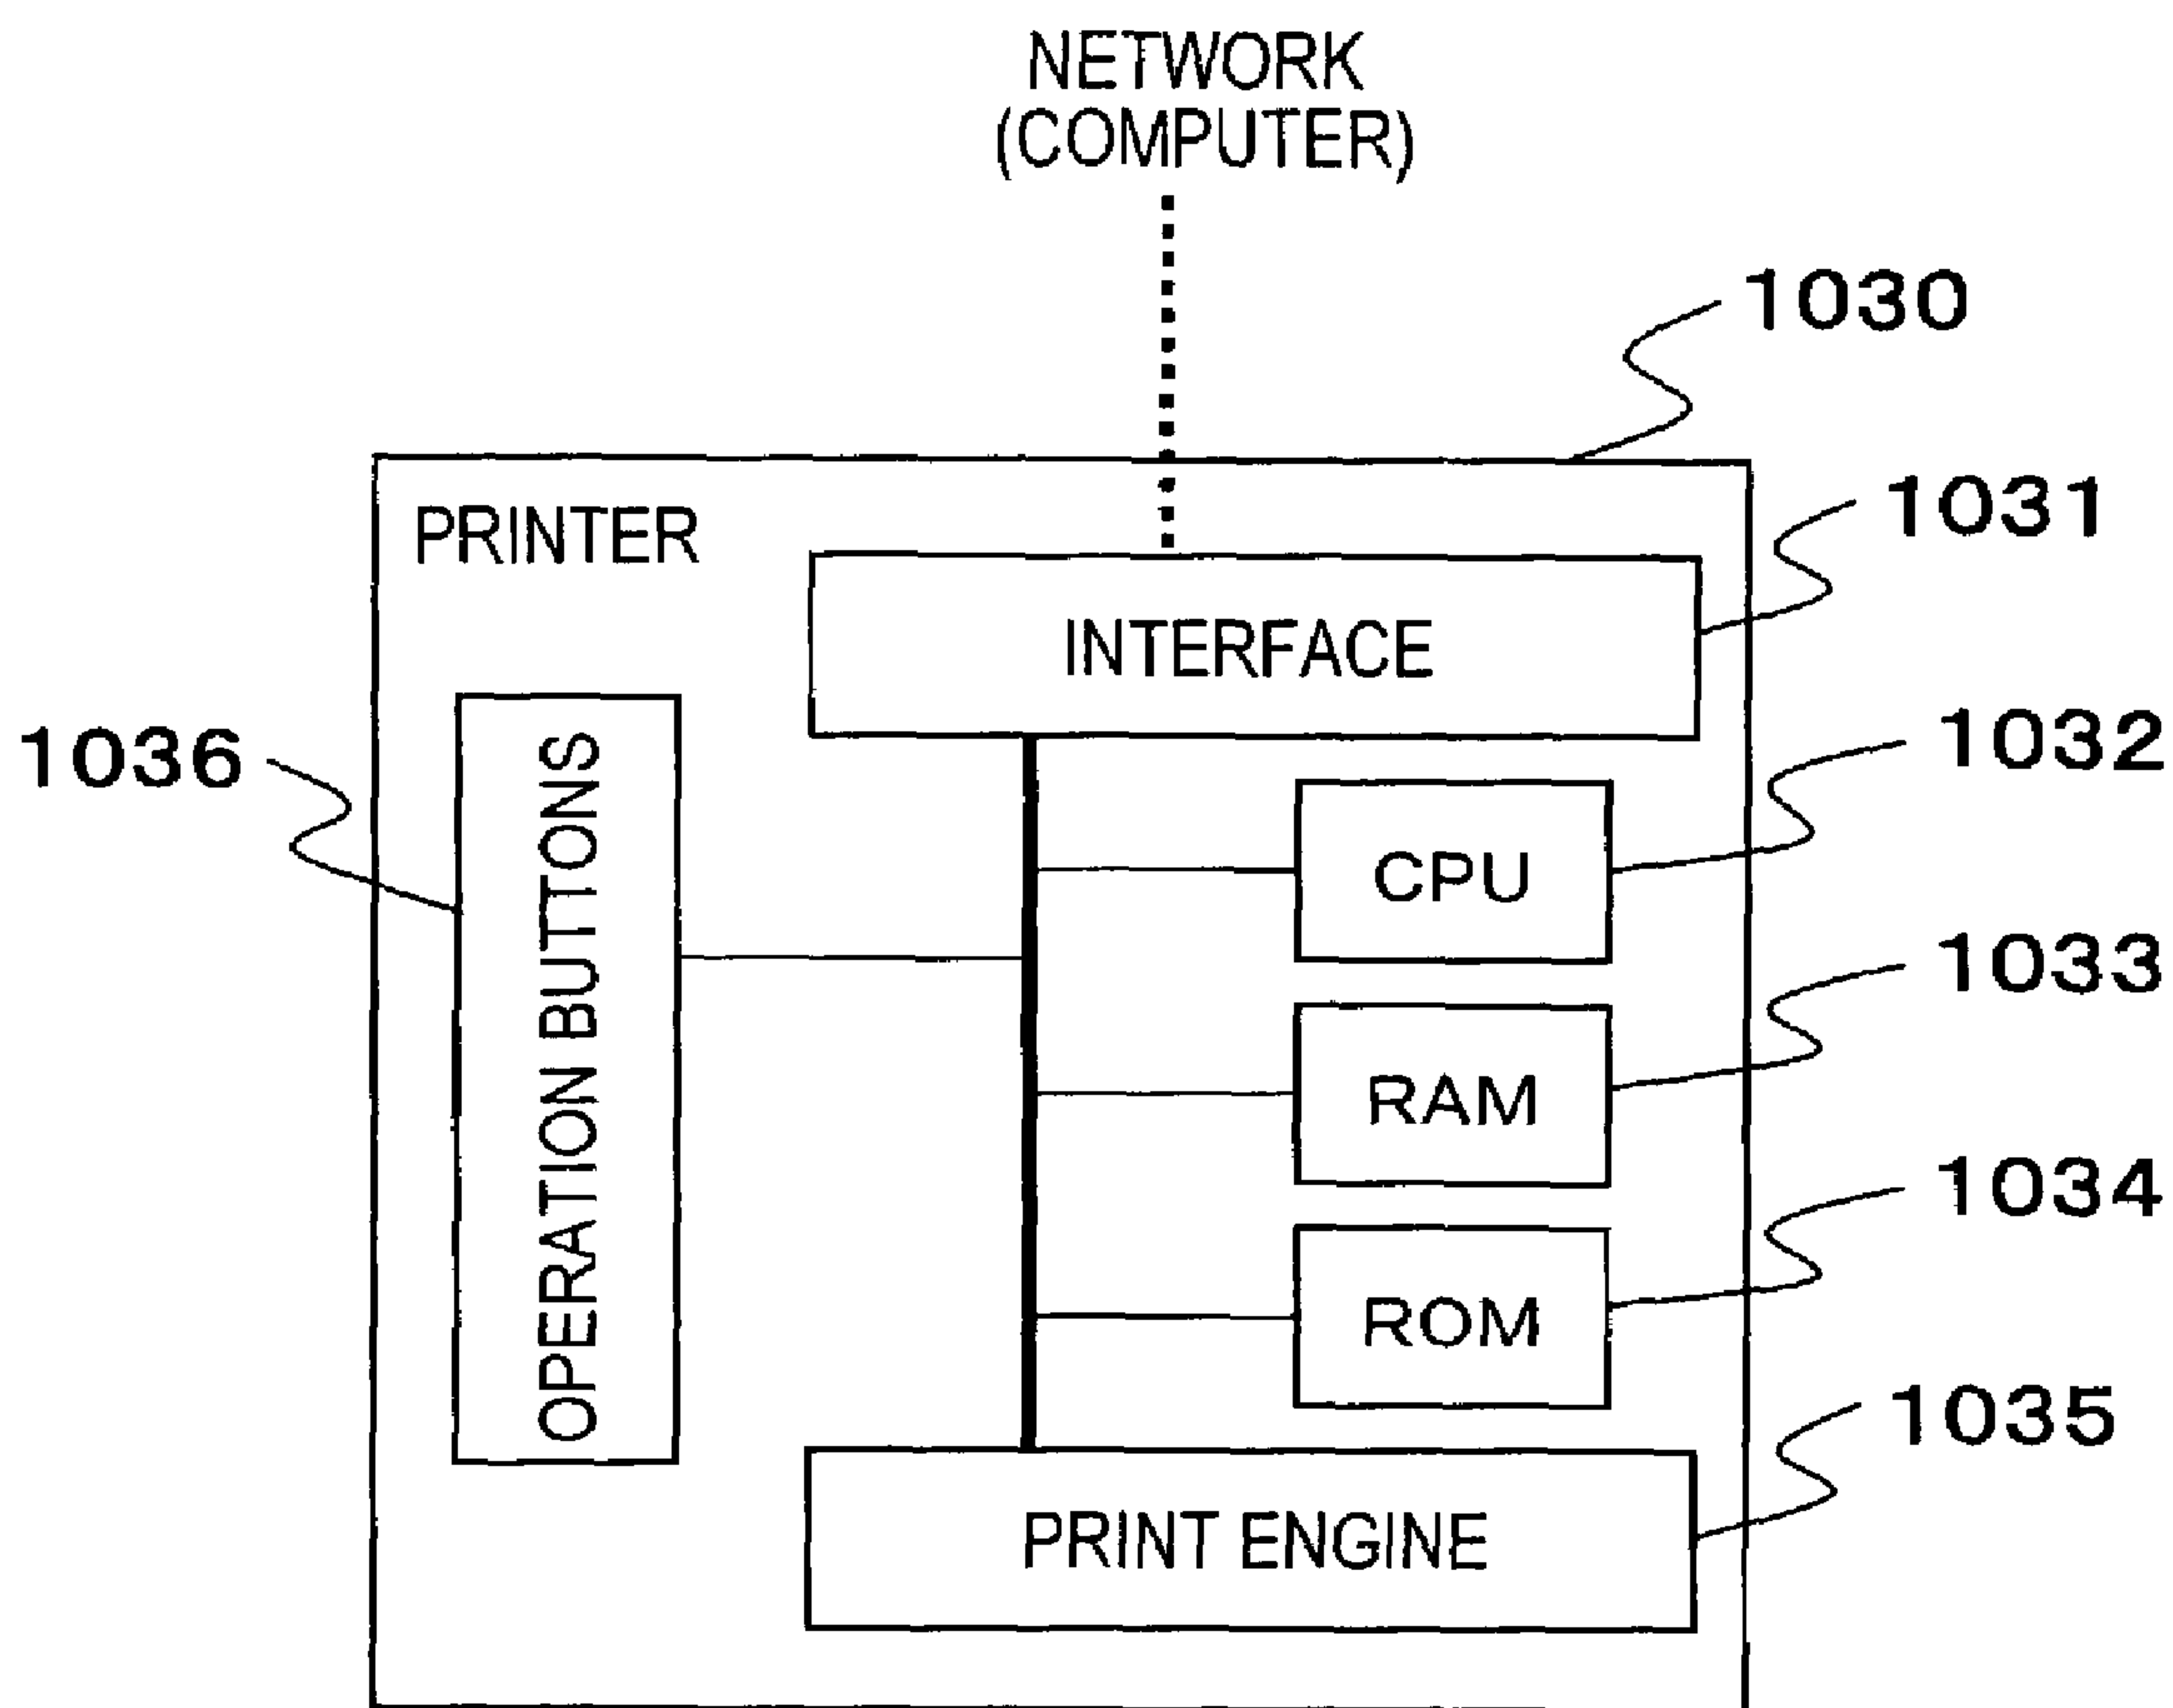 NETWORK
(COMPUTER)
1030
PRINTER
1031
INTERFACE
1036
OPERATION BUTTONS
1032
CPU
1033
RAM
1034
ROM
1035
PRINT ENGINE